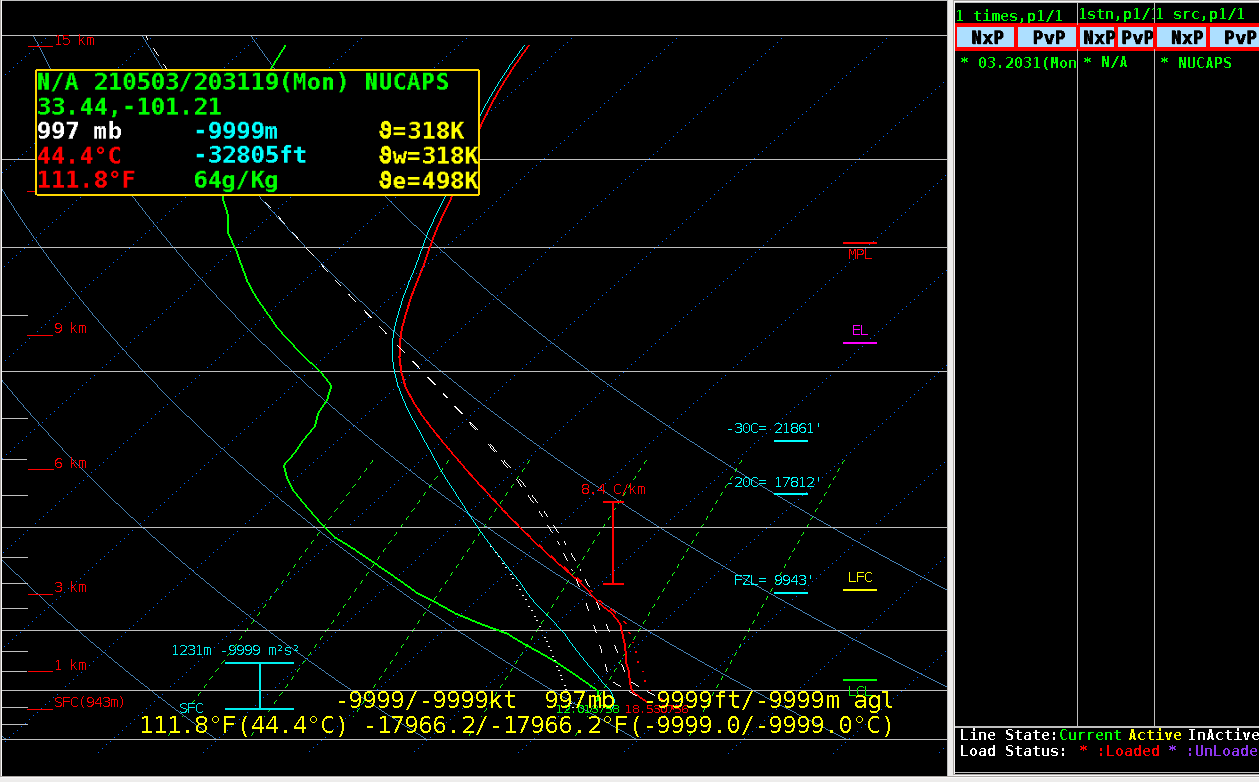 15 km
N/A 210503/203119(Mon) NUCAPS
33.44,-101.21
997 mb -9999m ϑ=318K
44.4°C -32805ft ϑw=318K
111.8°F 64g/Kg ϑe=498K
MPL
9 km
EL
-30C= 21861'
6 km
-20C= 17812'
8.4 C/km
3 km
FZL= 9943'
LFC
1231m -9999 m²s²
1 km
LCL
SFC(943m)
SFC
-9999/-9999kt 997mb -9999ft/-9999m agl
111.8°F(44.4°C) -17966.2/-17966.2°F(-9999.0/-9999.0°C)
1 times,p1/1 1stn,p1/1 1 src,p1/1
NxP PvP NxP PvP NxP PvP
* 03.2031(Mon * N/A * NUCAPS
Line State:Current Active InActive
Load Status: * :Loaded * :UnLoade